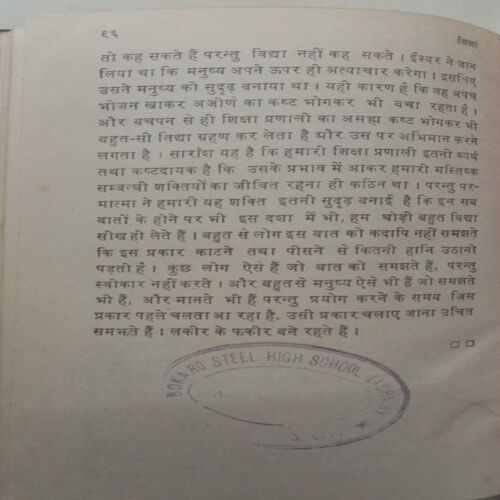 ९६
शिक्षा
तो कह सकते हैं परन्तु विद्या नहीं कह सकते । ईश्वर ने जान
लिया था कि मनुष्य अपने ऊपर ही अत्याचार करेगा । इसलिए
उसने मनुष्य को सुदृढ़ बनाया था । यही कारण है कि वह अपच
भोजन खाकर अजीर्ण का कष्ट भोगकर भी बचा रहता है ।
और बचपन से ही शिक्षा प्रणाली का असह्य कष्ट भोगकर भी
बहुत-सी विद्या ग्रहण कर लेता है और उस पर अभिमान करने
लगता है । सारांश यह है कि हमारी शिक्षा प्रणाली इतनी व्यर्थ
तथा कष्टदायक है कि उसके प्रभाव में आकर हमारी मस्तिष्क
सम्बन्धी शक्तियों का जीवित रहना ही कठिन था । परन्तु पर-
मात्मा ने हमारी यह शक्ति इतनी सुदृढ़ बनाई है कि इन सब
बातों के होने पर भी इस दशा में भी, हम थोड़ी बहुत विद्या
सीख ही लेते हैं । बहुत से लोग इस बात को कदापि नहीं समझते
कि इस प्रकार काटने तथा पीसने से कितनी हानि उठानी
पड़ती है । कुछ लोग ऐसे हैं जो बात को समझते हैं, परन्तु
स्वीकार नहीं करते । और बहुत से मनुष्य ऐसे भी हैं जो समझते
भी हैं, और मानते भी हैं परन्तु प्रयोग करने के समय जिस
प्रकार पहले चलता आ रहा है, उसी प्रकार चलाए जाना उचित
समझते हैं । लकीर के फकीर बने रहते हैं ।
BOKARO STEEL HIGH SCHOOL LIBRARY